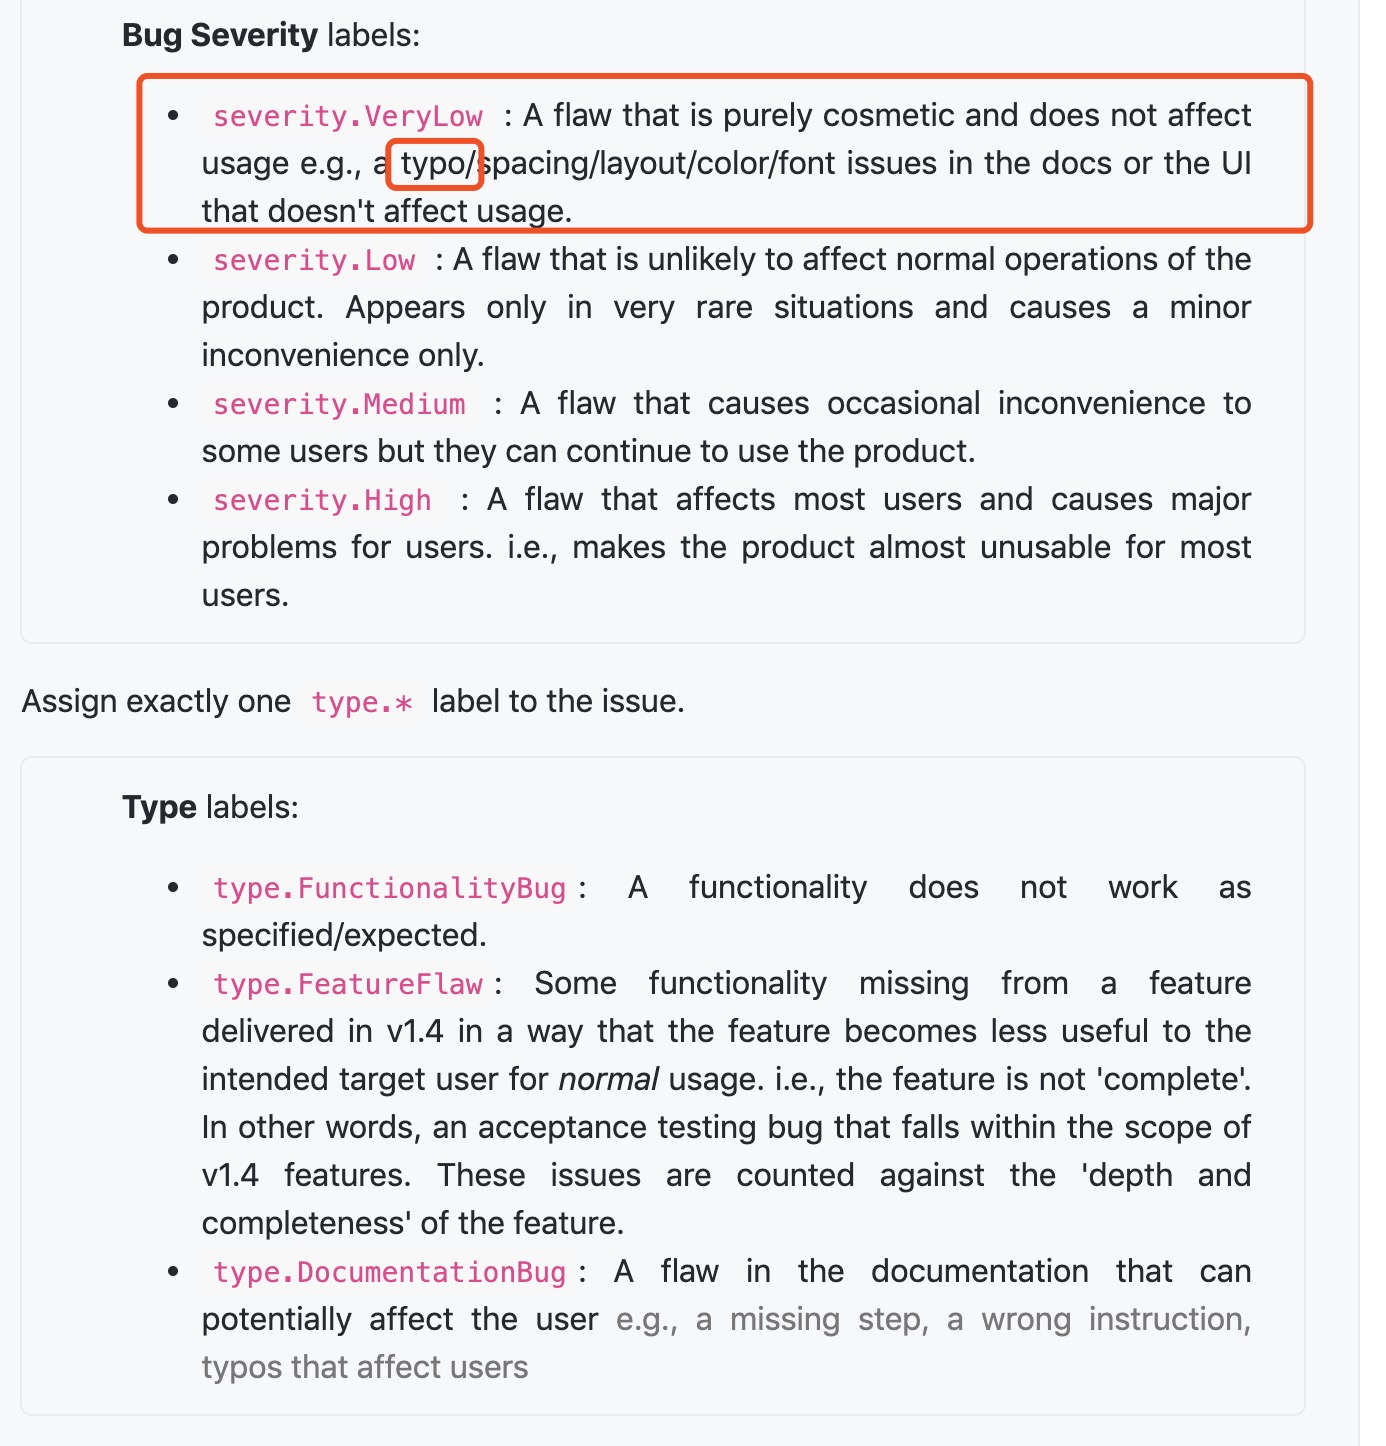 Bug Severity labels:
• severity.VeryLow : A flaw that is purely cosmetic and does not affect
usage e.g., a typo/spacing/layout/color/font issues in the docs or the UI
that doesn't affect usage.
• severity.Low : A flaw that is unlikely to affect normal operations of the
product. Appears only in very rare situations and causes a minor
inconvenience only.
• severity.Medium : A flaw that causes occasional inconvenience to
some users but they can continue to use the product.
• severity.High : A flaw that affects most users and causes major
problems for users. i.e., makes the product almost unusable for most
users.
Assign exactly one type.* label to the issue.
Type labels:
• type.FunctionalityBug : A functionality does not work as
specified/expected.
• type.FeatureFlaw : Some functionality missing from a feature
delivered in v1.4 in a way that the feature becomes less useful to the
intended target user for normal usage. i.e., the feature is not 'complete'.
In other words, an acceptance testing bug that falls within the scope of
v1.4 features. These issues are counted against the 'depth and
completeness' of the feature.
• type.DocumentationBug : A flaw in the documentation that can
potentially affect the user e.g., a missing step, a wrong instruction,
typos that affect users